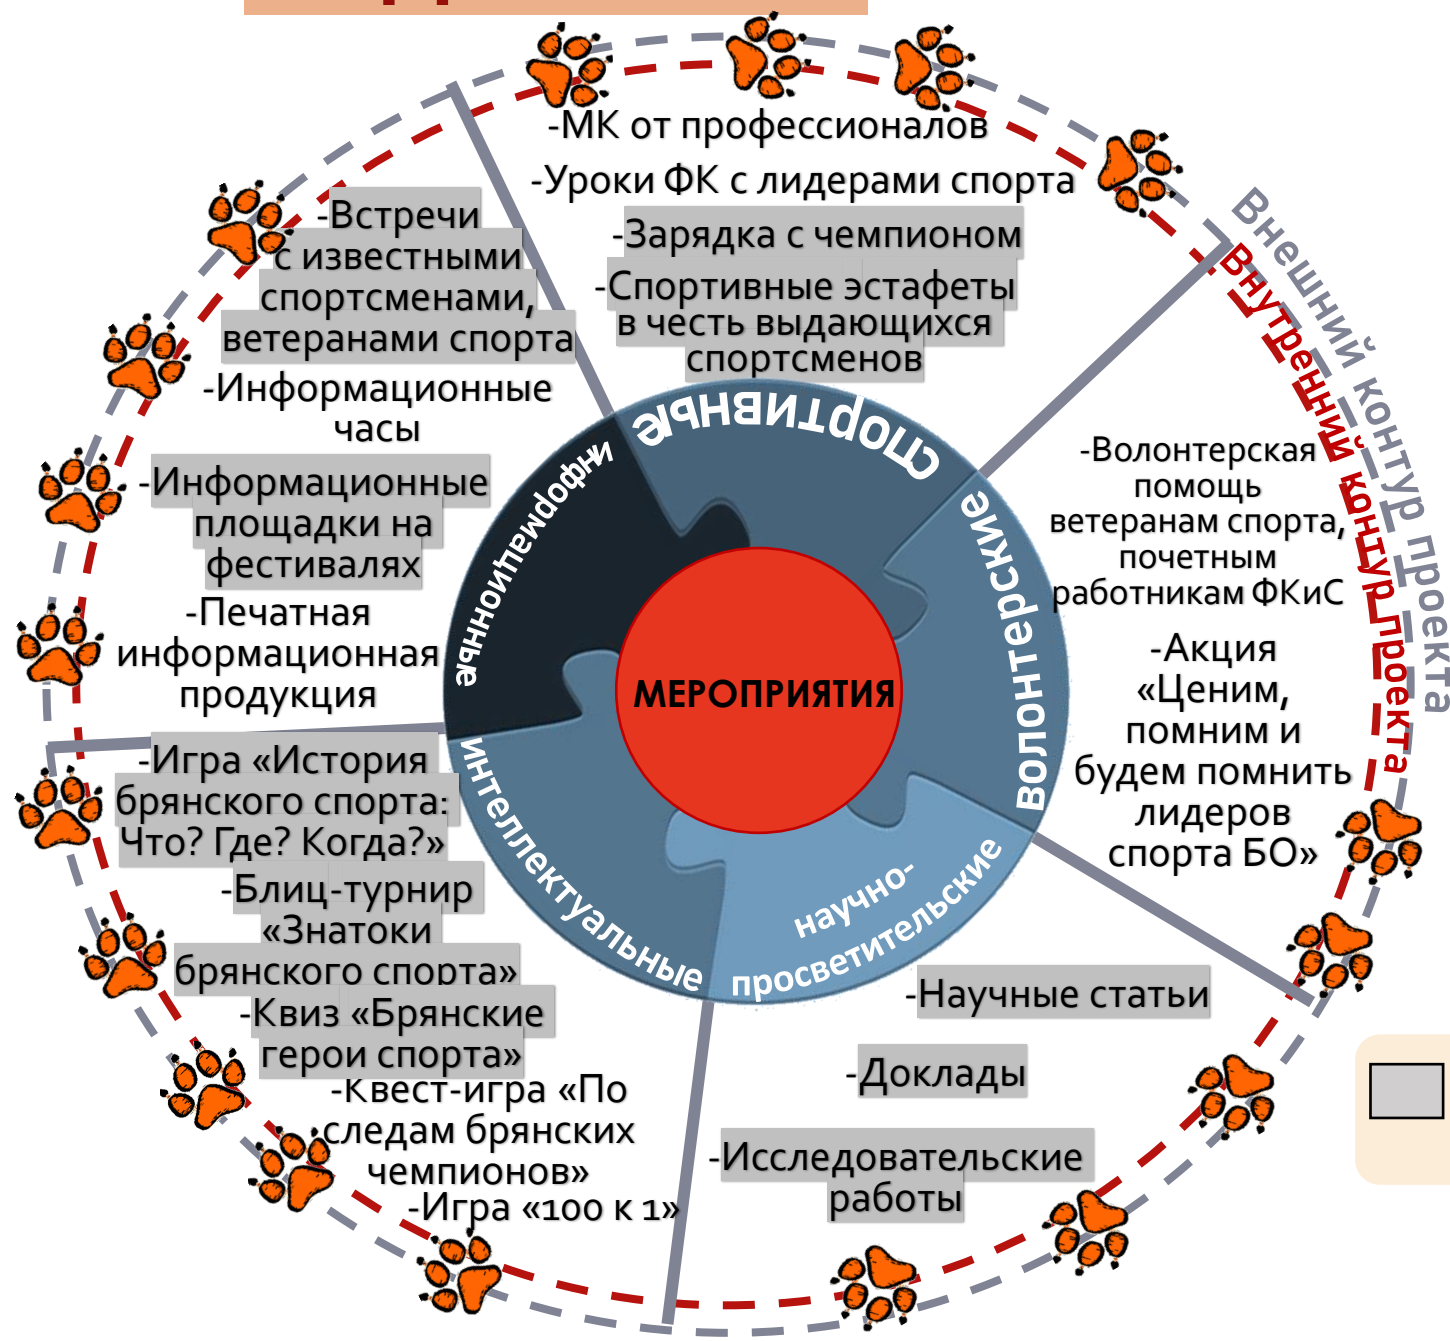 -МК от профессионалов
-Уроки ФК с лидерами спорта
-Зарядка с чемпионом
-Спортивные эстафеты
в честь выдающихся
спортсменов
-Встречи
с известными
спортсменами,
ветеранами спорта
-Информационные
часы
-Информационные
площадки на
фестивалях
-Печатная
информационная
продукция
Внешний контур проекта
Внутренний контур проекта
-Волонтерская
помощь
ветеранам спорта,
почетным
работникам ФКиС
-Акция
«Ценим,
помним и
будем помнить
лидеров
спорта БО»
спортивные
информационные
волонтерские
МЕРОПРИЯТИЯ
интеллектуальные
научно-
просветительские
-Игра «История
брянского спорта:
Что? Где? Когда?»
-Блиц-турнир
«Знатоки
брянского спорта»
-Квиз «Брянские
герои спорта»
-Квест-игра «По
следам брянских
чемпионов»
-Игра «100 к 1»
-Научные статьи
-Доклады
-Исследовательские
работы